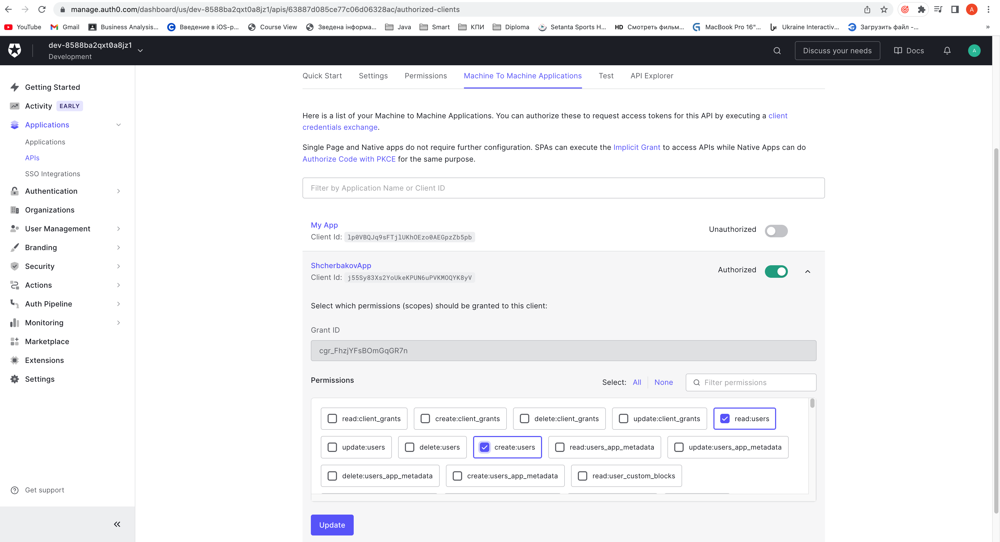 manage.auth0.com/dashboard/us/dev-8588ba2qxt0a8jz1/apis/63887d085ce77c06d06328ac/authorized-clients
A
YouTube Gmail Business Analysis... Введение в iOS-р... Course View Зведена інформа... Java Smart КПИ Diploma Setanta Sports H... HD Смотреть фильм... MacBook Pro 16"... Ukraine Interactiv... Загрузить файл -... »
dev-8588ba2qxt0a8jz1
Development
Discuss your needs
Docs
A
Getting Started
Activity EARLY
Applications
Applications
APIs
SSO Integrations
Authentication
Organizations
User Management
Branding
Security
Actions
Auth Pipeline
Monitoring
Marketplace
Extensions
Settings
Get support
Quick Start Settings Permissions Machine To Machine Applications Test API Explorer
Here is a list of your Machine to Machine Applications. You can authorize these to request access tokens for this API by executing a client
credentials exchange.
Single Page and Native apps do not require further configuration. SPAs can execute the Implicit Grant to access APIs while Native Apps can do
Authorize Code with PKCE for the same purpose.
Filter by Application Name or Client ID
My App
Client Id: lp0VBQJq9sFTjlUKhOEzo0AEGpzZb5pb
Unauthorized
ShcherbakovApp
Client Id: j55Sy83Xs2YoUkeKPUN6uPVKMOQYK8yV
Authorized
Select which permissions (scopes) should be granted to this client:
Grant ID
cgr_FhzjYFsBOmGqGR7n
Permissions
Select: All None
Filter permissions
read:client_grants create:client_grants delete:client_grants update:client_grants read:users
update:users delete:users create:users read:users_app_metadata update:users_app_metadata
delete:users_app_metadata create:users_app_metadata read:user_custom_blocks
Update